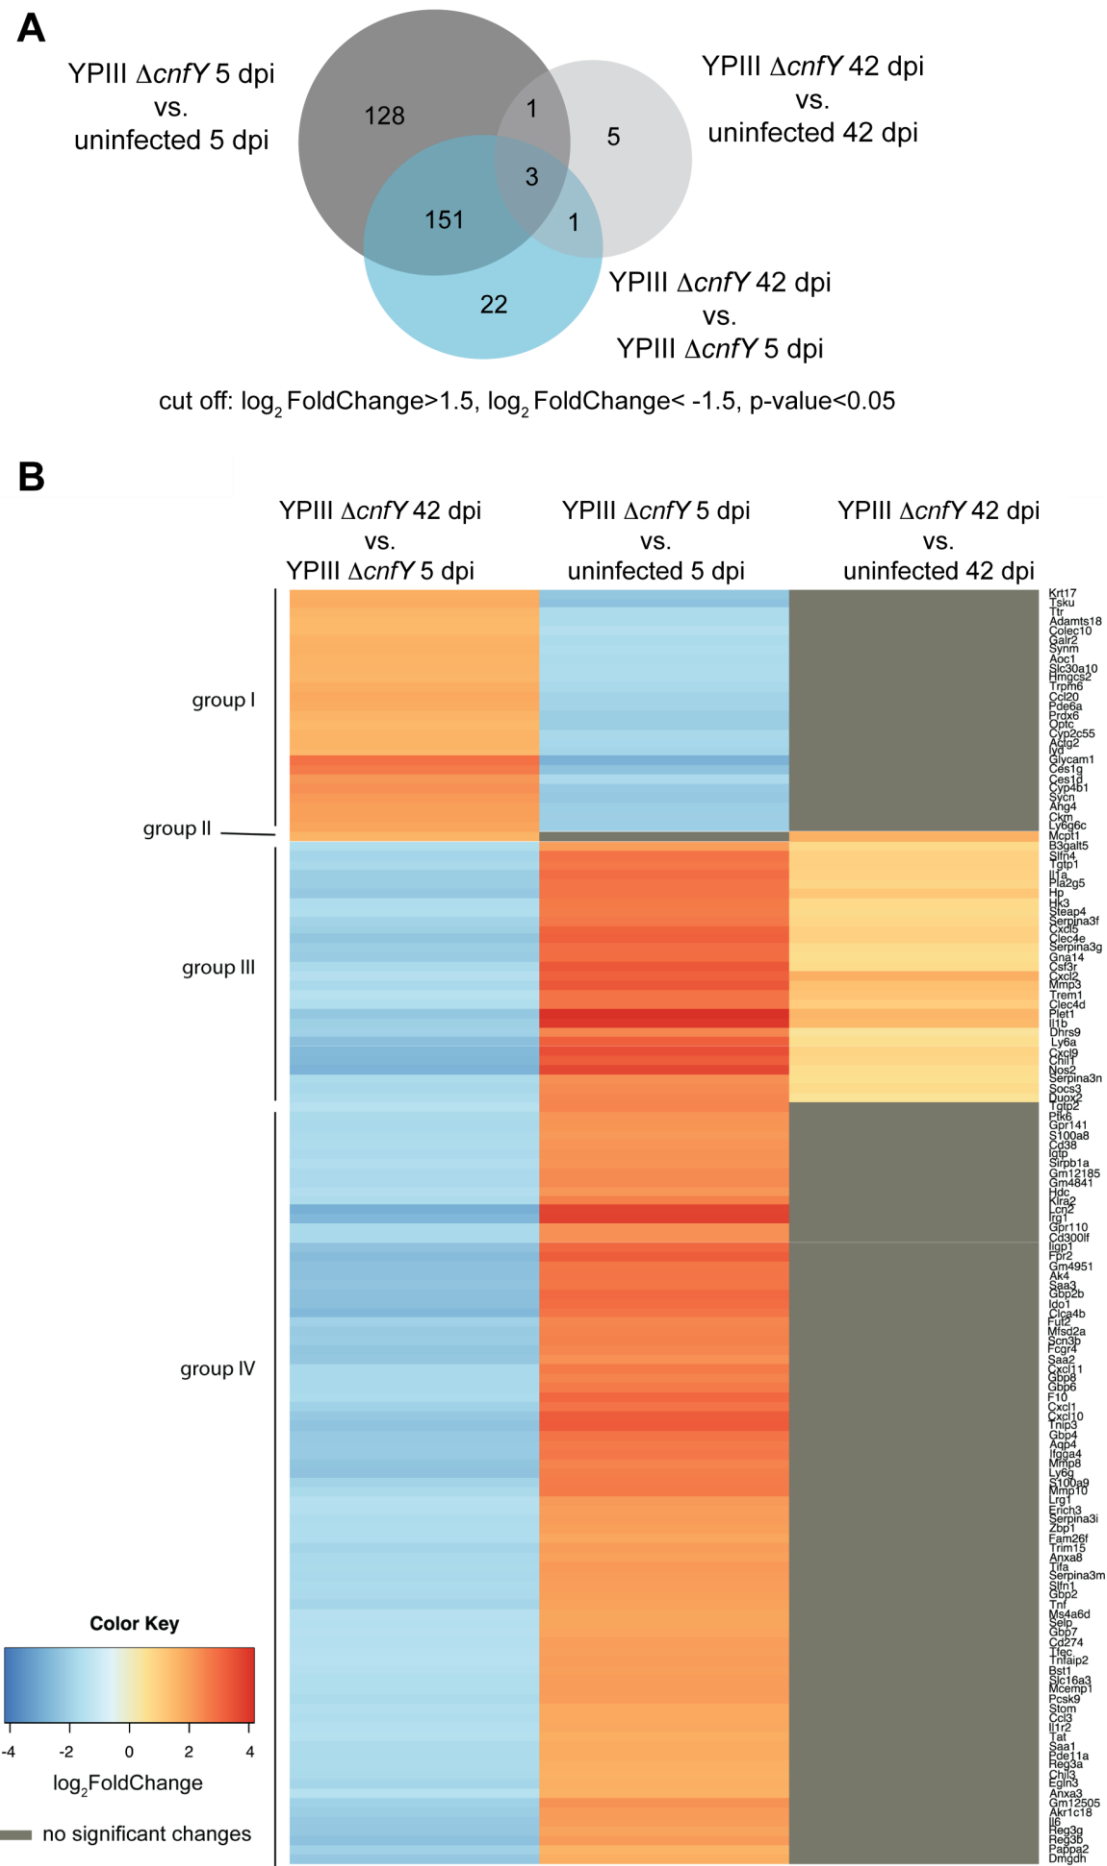 A
YPIII ΔcnfY 5 dpi
vs.
uninfected 5 dpi
YPIII ΔcnfY 42 dpi
vs.
uninfected 42 dpi
128
1
5
3
151
1
22
YPIII ΔcnfY 42 dpi
vs.
YPIII ΔcnfY 5 dpi
cut off: log2 FoldChange>1.5, log2 FoldChange< -1.5, p-value<0.05
B
YPIII ΔcnfY 42 dpi
vs.
YPIII ΔcnfY 5 dpi
YPIII ΔcnfY 5 dpi
vs.
uninfected 5 dpi
YPIII ΔcnfY 42 dpi
vs.
uninfected 42 dpi
group I
group II
group III
group IV
Krt17
Tsku
Ttr
Adamts18
Colec10
Galr2
Synm
Aoc1
Slc30a10
Hmgcs2
Trpm6
Ccl20
Pde6a
Prdx6
Optc
Cyp2c55
Actg2
Iyd
Glycam1
Ces1g
Ces1d
Cyp4b1
Sycn
Ang4
Ckm
Ly6g6c
Mcpt1
B3galt5
Slfn4
Tgtp1
Il1a
Pla2g5
Hp
Hk3
Steap4
Serpina3f
Cxcl5
Clec4e
Serpina3g
Gna14
Csf3r
Cxcl2
Mmp3
Trem1
Clec4d
Plet1
Il1b
Dhrs9
Ly6a
Cxcl9
Chil1
Nos2
Serpina3n
Socs3
Duox2
Tgtp2
Ptk6
Gpr141
S100a8
Cd38
Igtp
Sirpb1a
Gm12185
Gm4841
Hdc
Klra2
Lcn2
Irg1
Gpr110
Cd300lf
Iigp1
Fpr2
Gm4951
Ak4
Saa3
Gbp2b
Ido1
Clca4b
Fut2
Mfsd2a
Scn3b
Fcgr4
Saa2
Cxcl11
Gbp8
Gbp6
F10
Cxcl1
Cxcl10
Tnip3
Gbp4
Aqp4
Ifgga4
Mmp8
Ly6g
S100a9
Mmp10
Lrg1
Erich3
Serpina3i
Zbp1
Fam26f
Trim15
Anxa8
Tifa
Serpina3m
Slfn1
Gbp2
Tnf
Ms4a6d
Selp
Gbp7
Cd274
Tfec
Tnfaip2
Bst1
Slc16a3
Mcemp1
Pcsk9
Stom
Ccl3
Il1r2
Tat
Saa1
Pde11a
Reg3a
Chil3
Egln3
Anxa3
Gm12505
Akr1c18
Il6
Reg3g
Reg3b
Pappa2
Dmgdh
Color Key
-4 -2 0 2 4
log2FoldChange
no significant changes